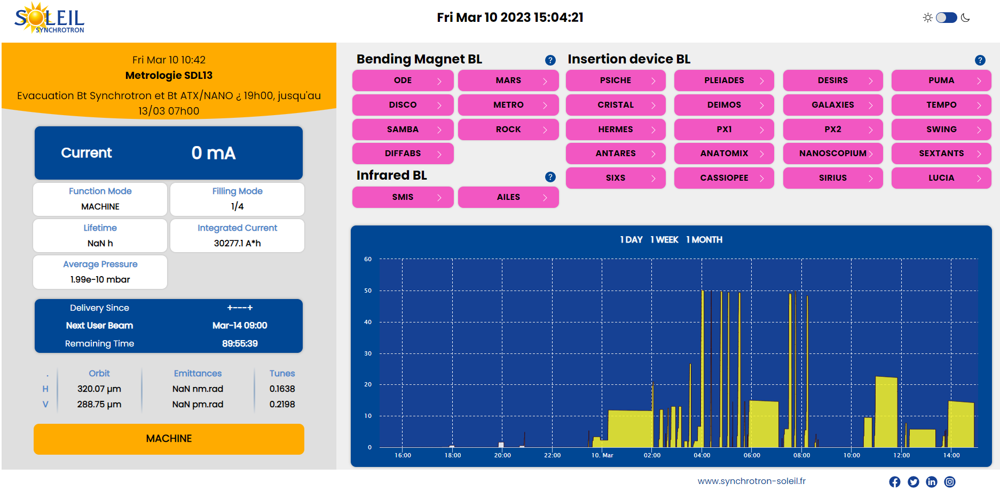 SOLEIL
SYNCHROTRON
Fri Mar 10 2023 15:04:21
Fri Mar 10 10:42
Metrologie SDL13
Evacuation Bt Synchrotron et Bt ATX/NANO ¿ 19h00, jusqu'au
13/03 07h00
Current 0 mA
Function Mode
MACHINE
Filling Mode
1/4
Lifetime
NaN h
Integrated Current
30277.1 A*h
Average Pressure
1.99e-10 mbar
Delivery Since +---+
Next User Beam Mar-14 09:00
Remaining Time 89:55:39
. Orbit Emittances Tunes
H 320.07 µm NaN nm.rad 0.1638
V 288.75 µm NaN pm.rad 0.2198
MACHINE
Bending Magnet BL ?
ODE MARS
DISCO METRO
SAMBA ROCK
DIFFABS
Infrared BL ?
SMIS AILES
Insertion device BL ?
PSICHE PLEIADES DESIRS PUMA
CRISTAL DEIMOS GALAXIES TEMPO
HERMES PX1 PX2 SWING
ANTARES ANATOMIX NANOSCOPIUM SEXTANTS
SIXS CASSIOPEE SIRIUS LUCIA
1 DAY 1 WEEK 1 MONTH
60
50
40
30
20
10
0
16:00 18:00 20:00 22:00 10. Mar 02:00 04:00 06:00 08:00 10:00 12:00 14:00
www.synchrotron-soleil.fr